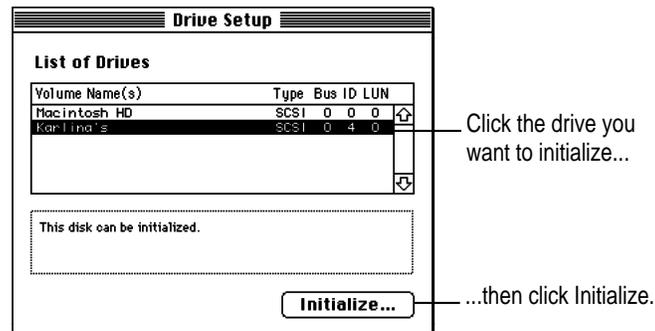 Drive Setup
List of Drives
Volume Name(s) Type Bus ID LUN
Macintosh HD SCSI 0 0 0
Karlina's SCSI 0 4 0
Click the drive you
want to initialize...
This disk can be initialized.
Initialize...
...then click Initialize.